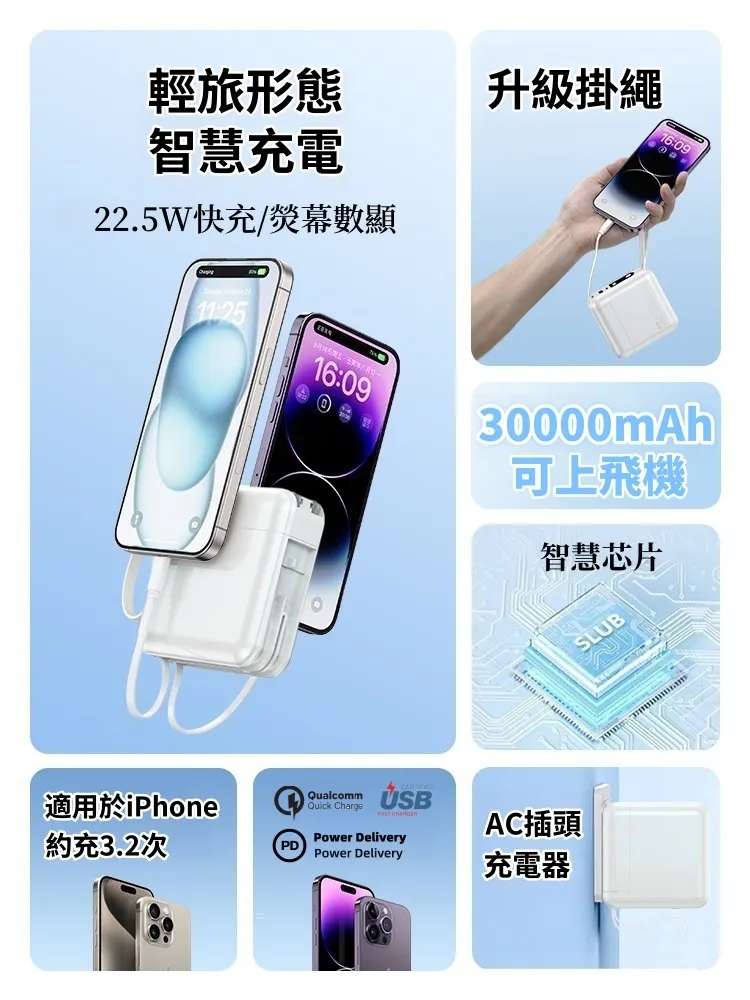 輕旅形態
智慧充電
22.5W快充/熒幕數顯
Charging
11:25
16:09
升級掛繩
16:09
30000mAh
可上飛機
智慧芯片
SLUB
適用於iPhone
約充3.2次
Qualcomm
Quick Charge
USB
FAST CHARGER
PD
Power Delivery
Power Delivery
AC插頭
充電器